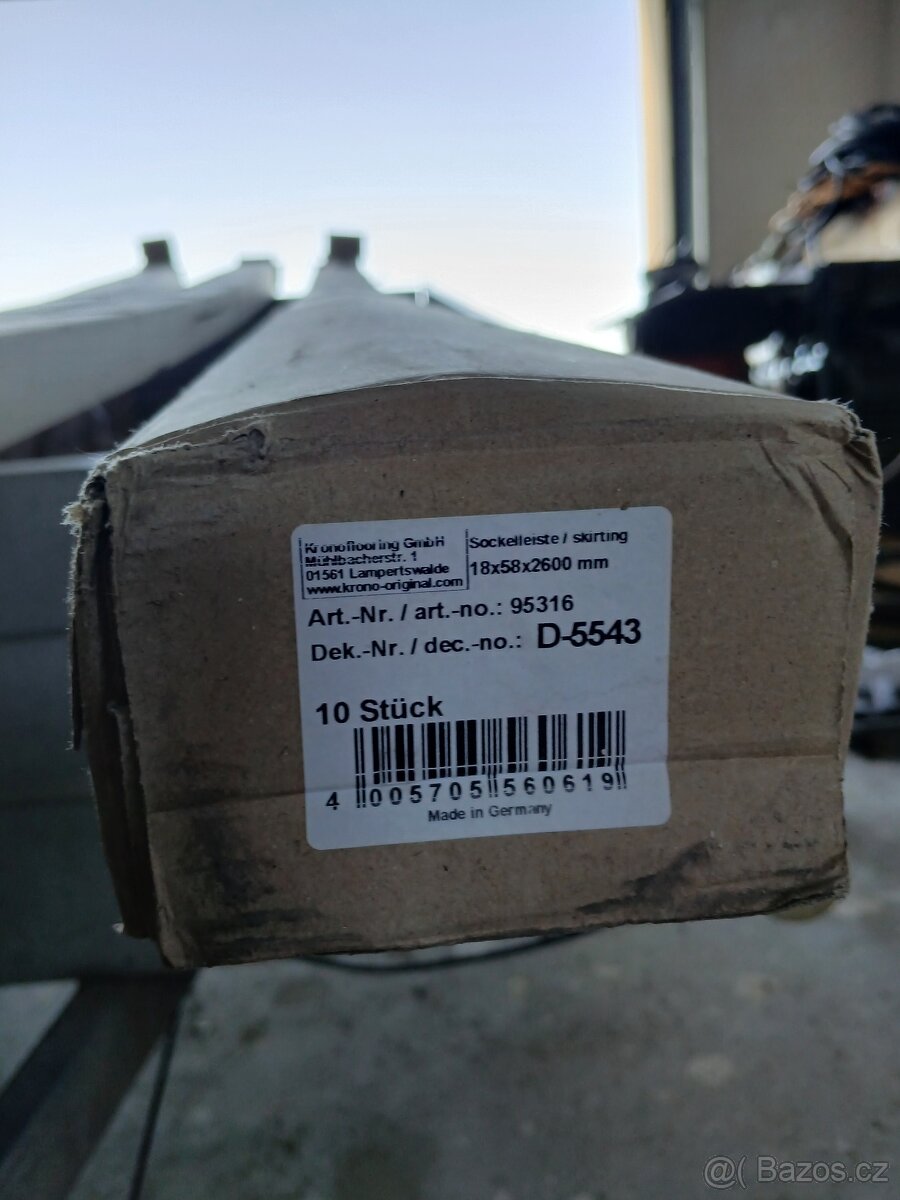 Kronoflooring GmbH
Mühlbacherstr. 1
01561 Lampertswalde
www.krono-original.com
Sockelleiste / skirting
18x58x2600 mm
Art.-Nr. / art.-no.: 95316
Dek.-Nr. / dec.-no.: D-5543
10 Stück
4 005705 560619
Made in Germany
@( Bazos.cz